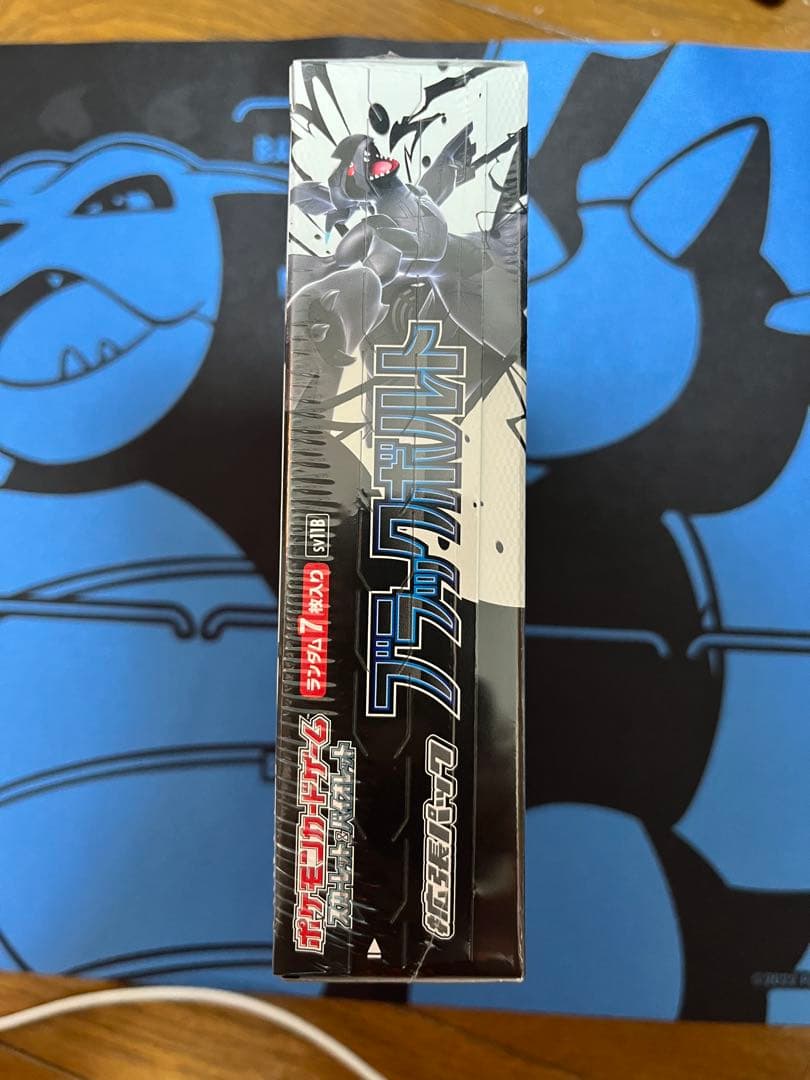 ポケモンカードゲーム
スカーレット&バイオレット
ランダム7枚入り
SV11B
拡張パック
ブラックボルト